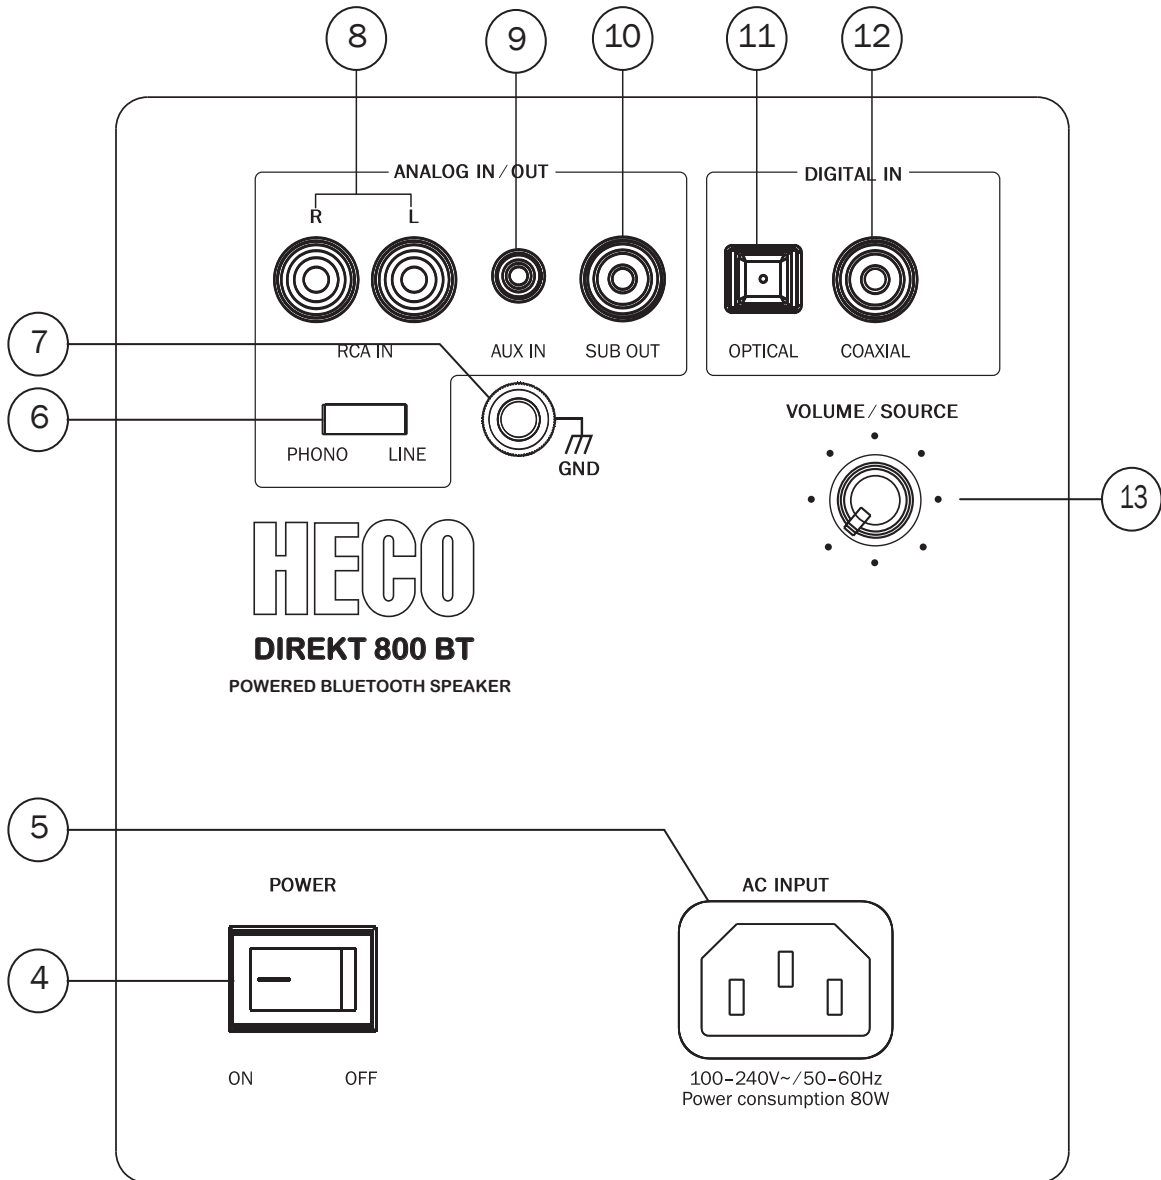 8
9
10
11
12
ANALOG IN/OUT
DIGITAL IN
R L
RCA IN
AUX IN
SUB OUT
OPTICAL
COAXIAL
7
6
PHONO LINE
GND
VOLUME/SOURCE
13
HECO
DIREKT 800 BT
POWERED BLUETOOTH SPEAKER
5
POWER
AC INPUT
4
ON OFF
100-240V~/50-60Hz
Power consumption 80W